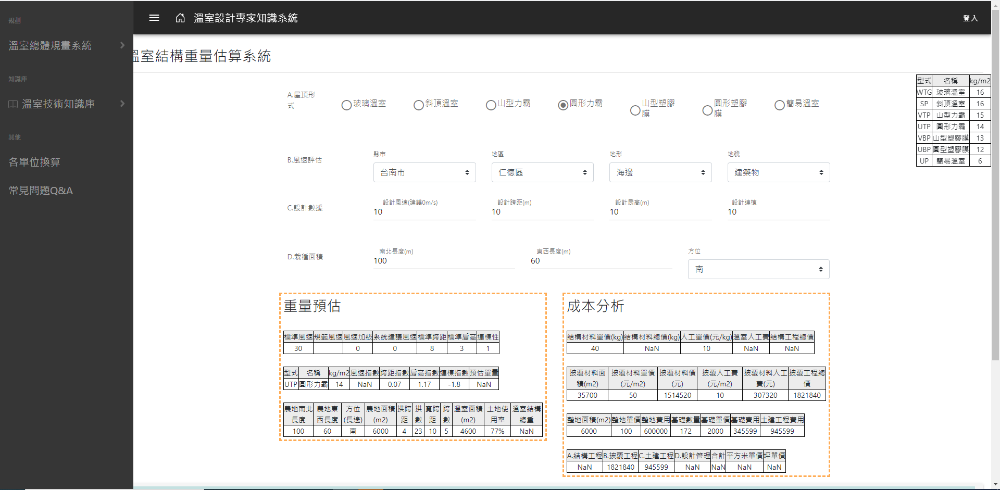 規劃
溫室總體規畫系統
知識庫
溫室技術知識庫
其他
各單位換算
常見問題Q&A
溫室設計專家知識系統
登入
溫室結構重量估算系統
型式 名稱 kg/m2
WTG 玻璃溫室 16
SP 斜頂溫室 16
VTP 山型力霸 15
UTP 圓形力霸 14
VBP 山型塑膠膜 13
UBP 圓型塑膠膜 12
UP 簡易溫室 6
A.屋頂形
式
玻璃溫室 斜頂溫室 山型力霸 圓形力霸 山型塑膠 圓形塑膠 簡易溫室
膜 膜
B.風速評估
縣市 地區 地形 地貌
台南市 仁德區 海邊 建築物
C.設計數據
設計風速(建議0m/s) 設計跨距(m) 設計肩高(m) 設計連棟
10 10 10 10
D.栽種面積
南北長度(m) 東西長度(m) 方位
100 60 南
重量預估
標準風速 規範風速 風速加級 系統建議風速 標準跨距 標準肩高 連棟性
30 0 0 8 3 1
型式 名稱 kg/m2 風速指數 跨距指數 肩高指數 連棟指數 預估單量
UTP 圓形力霸 14 NaN 0.07 1.17 -1.8 NaN
農地南北 農地東 方位 農地面積 拱跨 拱 寬跨 跨 溫室面積 土地使 溫室結構
長度 西長度 (長邊) (m2) 距 數 距 數 (m2) 用率 總重
100 60 南 6000 4 23 10 5 4600 77% NaN
成本分析
結構材料單價(kg) 結構材料總價(kg) 人工單價(元/kg) 溫室人工費 結構工程總價
40 NaN 10 NaN NaN
披覆材料面 披覆材料單價 披覆材料價 披覆人工費 披覆材料人工 披覆工程總
積(m2) (元/m2) (元) (元/m2) 費(元) 價
35700 50 1514520 10 307320 1821840
整地面積(m2) 整地單價 整地費用 基礎數量 基礎單價 基礎費用 土建工程費用
6000 100 600000 172 2000 345599 945599
A.結構工程 B.披覆工程 C.土建工程 D.設計管理 合計 平方米單價 坪單價
NaN 1821840 945599 NaN NaN NaN NaN